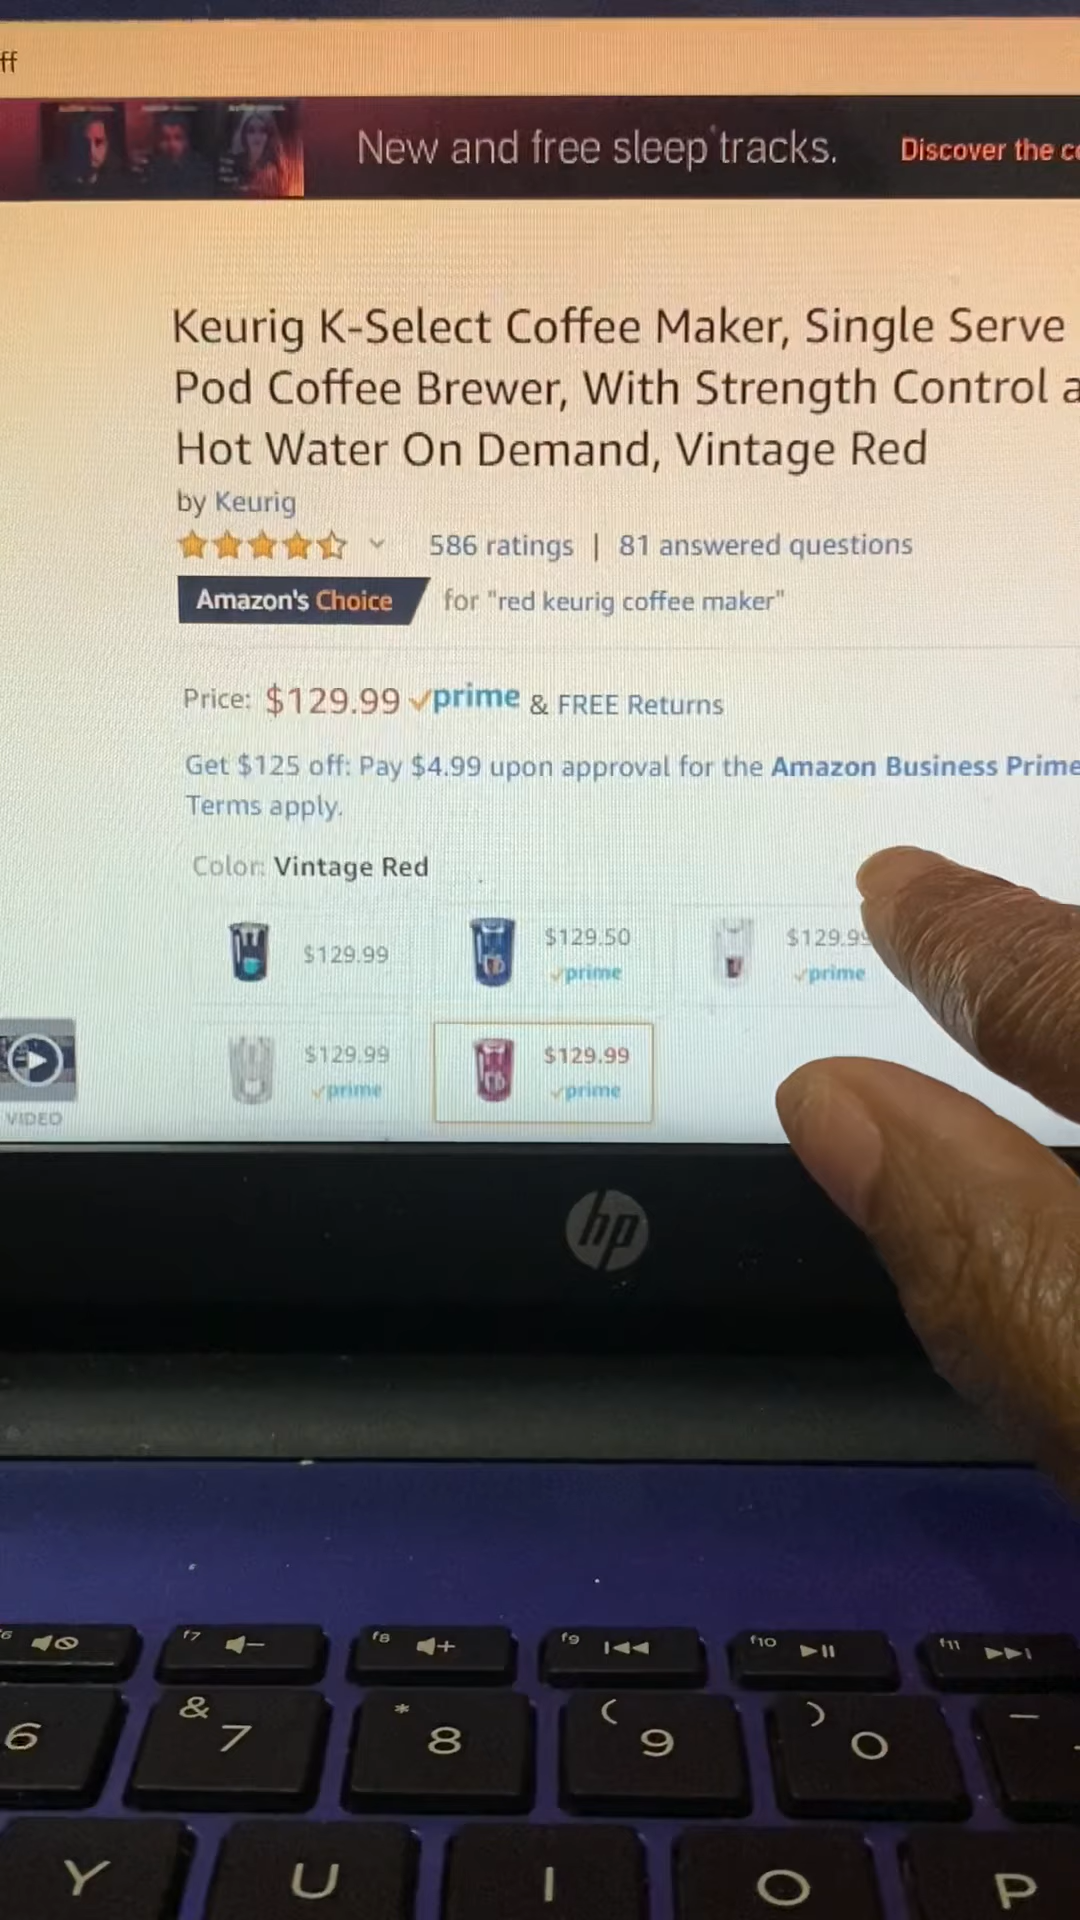 ff
New and free sleep tracks.
Discover the
Keurig K-Select Coffee Maker, Single Serve
Pod Coffee Brewer, With Strength Control
Hot Water On Demand, Vintage Red
by Keurig
586 ratings | 81 answered questions
Amazon's Choice for "red keurig coffee maker"
Price: $129.99 prime & FREE Returns
Get $125 off: Pay $4.99 upon approval for the Amazon Business Prime
Terms apply.
Color: Vintage Red
$129.99
$129.50
prime
$129.99
prime
$129.99
prime
$129.99
prime
VIDEO
hp
f7 f8 f9 f10 f11
& * ( ) —
6 7 8 9 0
Y U I O P